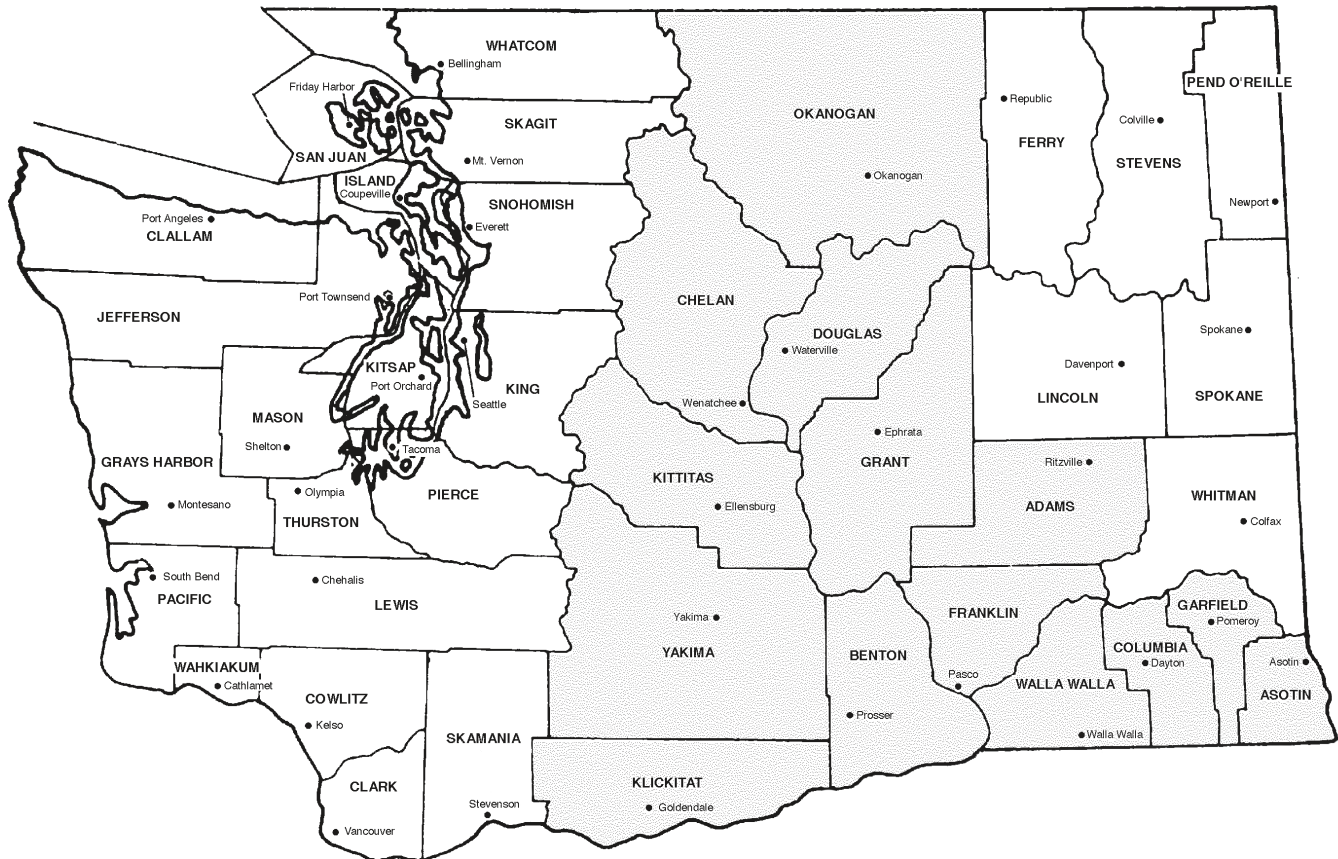 WHATCOM
Bellingham
PEND O'REILLE
Friday Harbor
Republic
OKANOGAN
Colville
SKAGIT
FERRY
SAN JUAN
Mt. Vernon
STEVENS
ISLAND
Okanogan
Coupeville
SNOHOMISH
Newport
Port Angeles
Everett
CLALLAM
Port Townsend
CHELAN
JEFFERSON
DOUGLAS
Spokane
Waterville
KITSAP
Davenport
Port Orchard
KING
LINCOLN
SPOKANE
Wenatchee
Seattle
MASON
Ephrata
Shelton
Tacoma
GRAYS HARBOR
GRANT
Ritzville
KITTITAS
Olympia
PIERCE
WHITMAN
Montesano
Ellensburg
ADAMS
THURSTON
Colfax
South Bend
Chehalis
PACIFIC
LEWIS
GARFIELD
FRANKLIN
Yakima
Pomeroy
YAKIMA
BENTON
COLUMBIA
WAHKIAKUM
Dayton
Asotin
Pasco
WALLA WALLA
Cathlamet
COWLITZ
ASOTIN
Prosser
Kelso
SKAMANIA
Walla Walla
KLICKITAT
CLARK
Stevenson
Goldendale
Vancouver